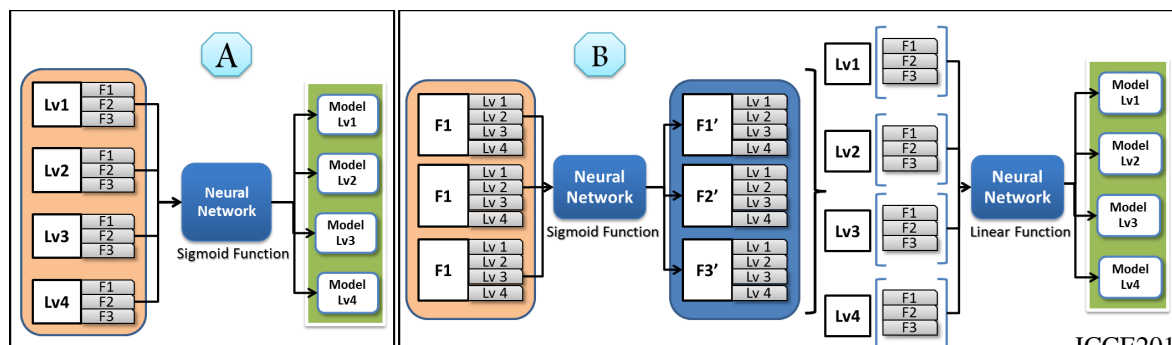 A
Lv1
F1
F2
F3
Lv2
F1
F2
F3
Lv3
F1
F2
F3
Lv4
F1
F2
F3
Neural
Network
Sigmoid Function
Model
Lv1
Model
Lv2
Model
Lv3
Model
Lv4
B
F1
Lv 1
Lv 2
Lv 3
Lv 4
F1
Lv 1
Lv 2
Lv 3
Lv 4
F1
Lv 1
Lv 2
Lv 3
Lv 4
Neural
Network
Sigmoid Function
F1’
Lv 1
Lv 2
Lv 3
Lv 4
F2’
Lv 1
Lv 2
Lv 3
Lv 4
F3’
Lv 1
Lv 2
Lv 3
Lv 4
Lv1
F1
F2
F3
Lv2
F1
F2
F3
Lv3
F1
F2
F3
Lv4
F1
F2
F3
Neural
Network
Linear Function
Model
Lv1
Model
Lv2
Model
Lv3
Model
Lv4